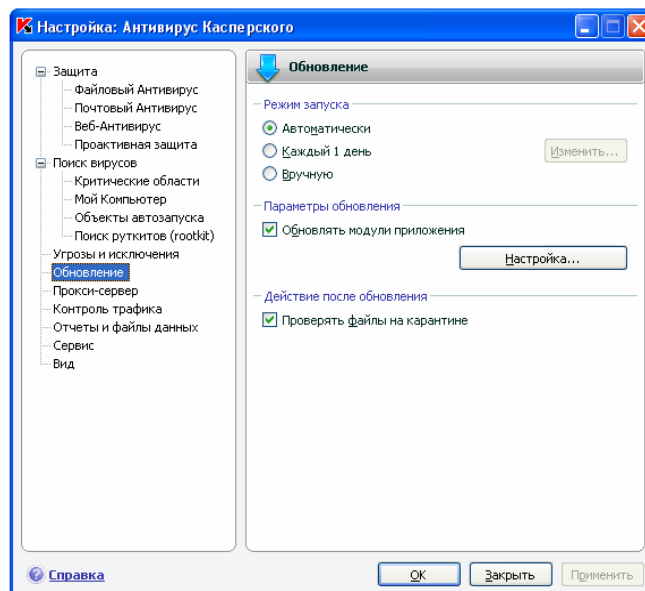 Настройка: Антивирус Касперского
Защита
Файловый Антивирус
Почтовый Антивирус
Веб-Антивирус
Проактивная защита
Поиск вирусов
Критические области
Мой Компьютер
Объекты автозапуска
Поиск руткитов (rootkit)
Угрозы и исключения
Обновление
Прокси-сервер
Контроль трафика
Отчеты и файлы данных
Сервис
Вид
Обновление
Режим запуска
Автоматически
Каждый 1 день
Изменить...
Вручную
Параметры обновления
Обновлять модули приложения
Настройка...
Действие после обновления
Проверять файлы на карантине
Справка
ОК
Закрыть
Применить